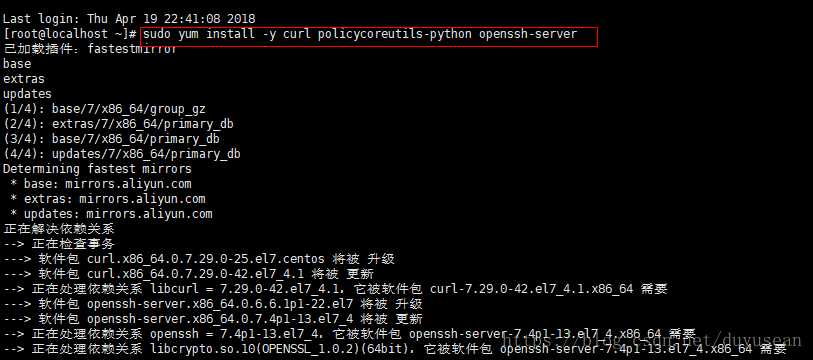 Last login: Thu Apr 19 22:41:08 2018
[root@localhost ~]# sudo yum install -y curl policycoreutils-python openssh-server
已加载插件：fastestmirror
base
extras
updates
(1/4): base/7/x86_64/group_gz
(2/4): extras/7/x86_64/primary_db
(3/4): base/7/x86_64/primary_db
(4/4): updates/7/x86_64/primary_db
Determining fastest mirrors
 * base: mirrors.aliyun.com
 * extras: mirrors.aliyun.com
 * updates: mirrors.aliyun.com
正在解决依赖关系
--> 正在检查事务
---> 软件包 curl.x86_64.0.7.29.0-25.el7.centos 将被 升级
---> 软件包 curl.x86_64.0.7.29.0-42.el7_4.1 将被 更新
--> 正在处理依赖关系 libcurl = 7.29.0-42.el7_4.1，它被软件包 curl-7.29.0-42.el7_4.1.x86_64 需要
---> 软件包 openssh-server.x86_64.0.6.6.1p1-22.el7 将被 升级
---> 软件包 openssh-server.x86_64.0.7.4p1-13.el7_4 将被 更新
--> 正在处理依赖关系 openssh = 7.4p1-13.el7_4，它被软件包 openssh-server-7.4p1-13.el7_4.x86_64 需要
--> 正在处理依赖关系 libcrypto.so.10(OPENSSL_1.0.2)(64bit)，它被软件包 openssh-server-7.4p1-13.el7_4.x86_64 需要
https://blog.csdn.net/duyusean